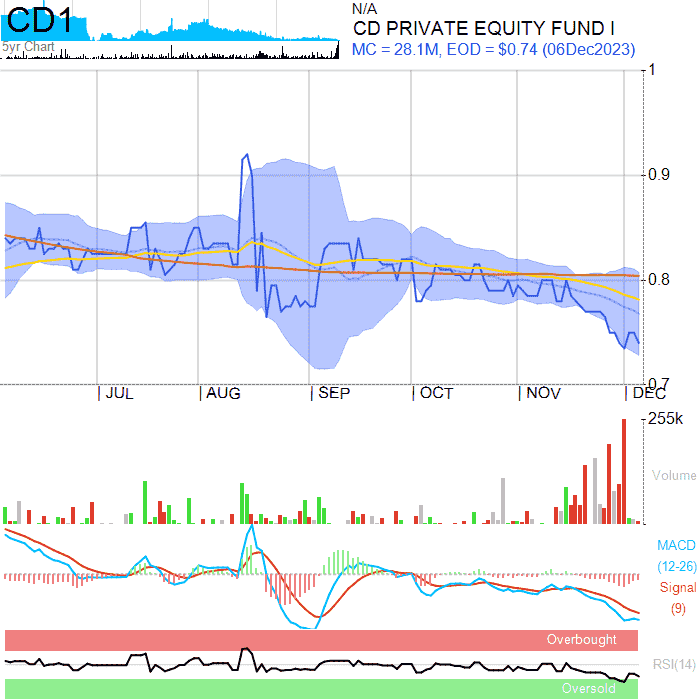 CD1
5yr Chart
N/A
CD PRIVATE EQUITY FUND I
MC = 28.1M, EOD = $0.74 (06Dec2023)
1
0.9
0.8
0.7
JUL AUG SEP OCT NOV DEC
255k
Volume
MACD
(12-26)
Signal
(9)
Overbought
RSI(14)
Oversold